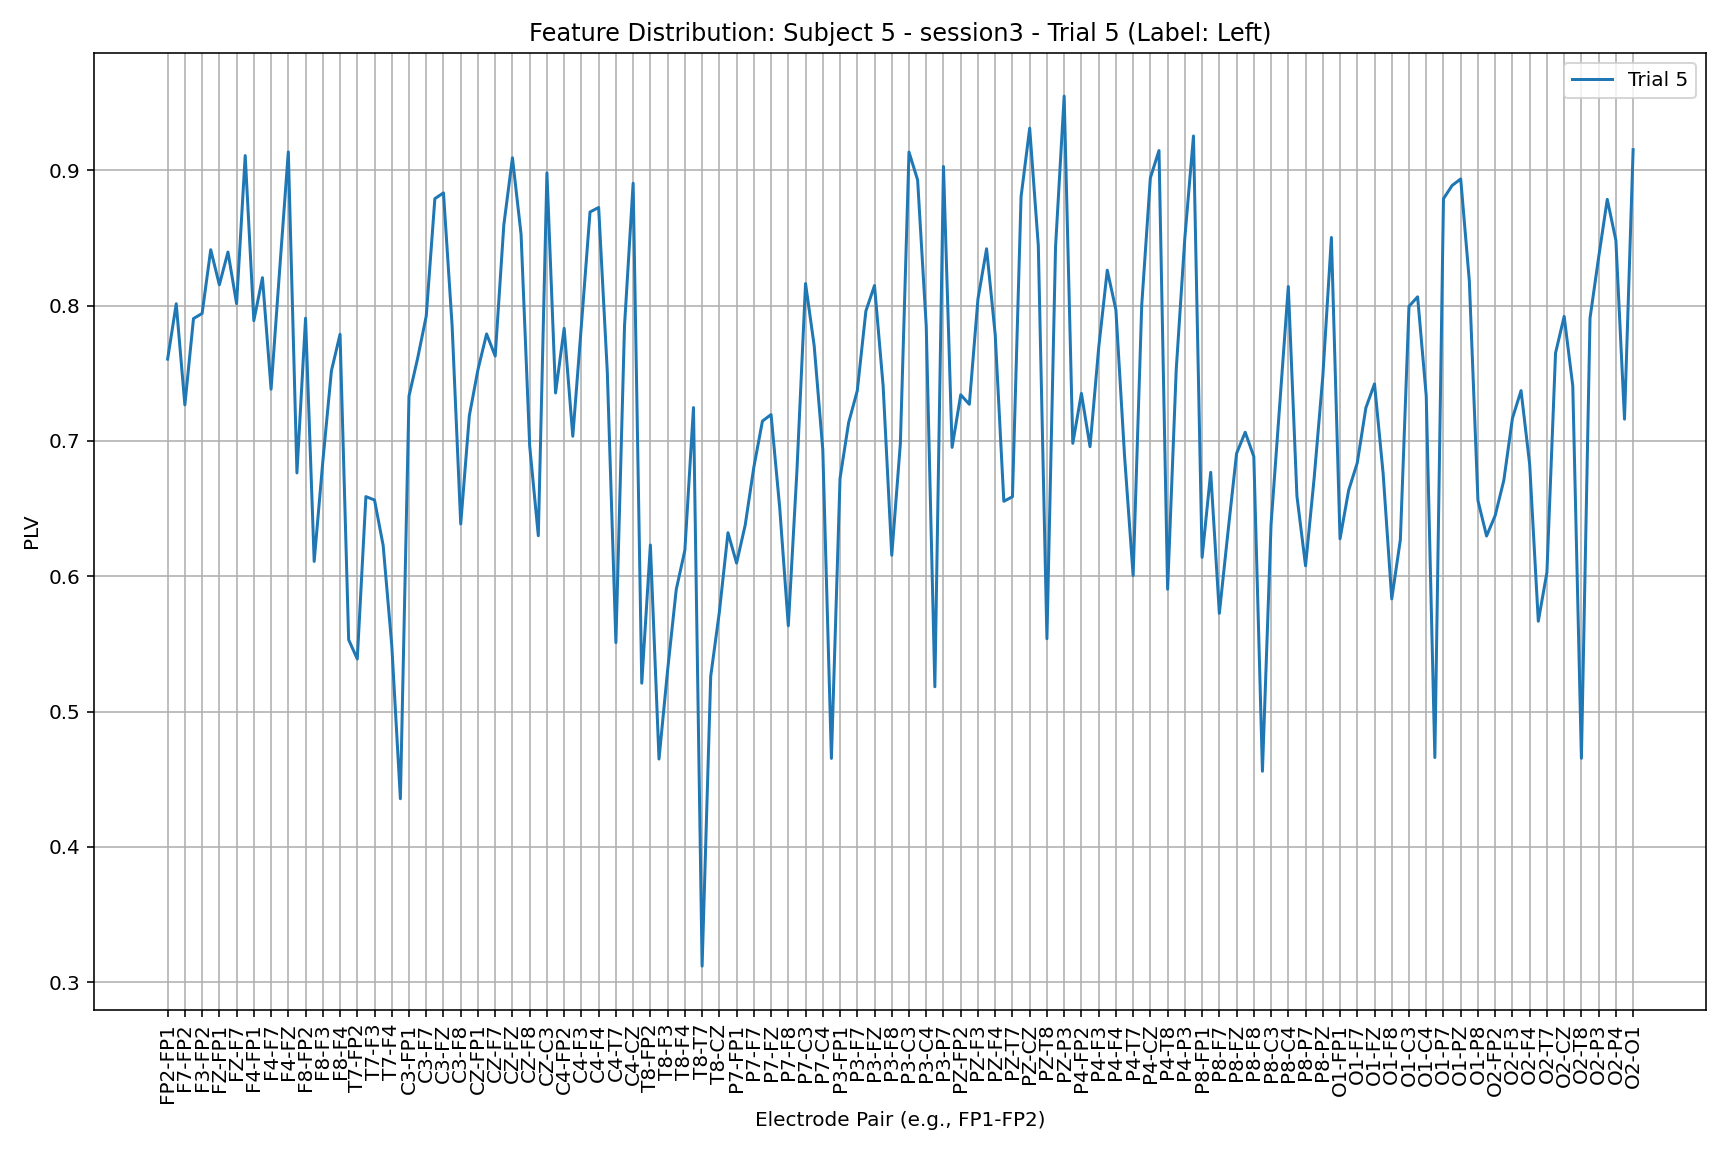 Feature Distribution: Subject 5 - session3 - Trial 5 (Label: Left)
Trial 5
PLV
0.9
0.8
0.7
0.6
0.5
0.4
0.3
FP2-FP1
F7-FP2
F3-FP2
FZ-FP1
FZ-F7
F4-FP1
F4-F7
F4-FZ
F8-FP2
F8-F3
F8-F4
T7-FP2
T7-F3
T7-F4
C3-FP1
C3-F7
C3-FZ
C3-F8
CZ-FP1
CZ-F7
CZ-FZ
CZ-F8
CZ-C3
C4-FP2
C4-F3
C4-F4
C4-T7
C4-CZ
T8-FP2
T8-F3
T8-F4
T8-T7
T8-CZ
P7-FP1
P7-F7
P7-FZ
P7-F8
P7-C3
P7-C4
P3-FP1
P3-F7
P3-FZ
P3-F8
P3-C3
P3-C4
P3-P7
PZ-FP2
PZ-F3
PZ-F4
PZ-T7
PZ-CZ
PZ-T8
PZ-P3
P4-FP2
P4-F3
P4-F4
P4-T7
P4-CZ
P4-T8
P4-P3
P8-FP1
P8-F7
P8-FZ
P8-F8
P8-C3
P8-C4
P8-P7
P8-PZ
O1-FP1
O1-F7
O1-FZ
O1-F8
O1-C3
O1-C4
O1-P7
O1-PZ
O1-P8
O2-FP2
O2-F3
O2-F4
O2-T7
O2-CZ
O2-T8
O2-P3
O2-P4
O2-O1
Electrode Pair (e.g., FP1-FP2)